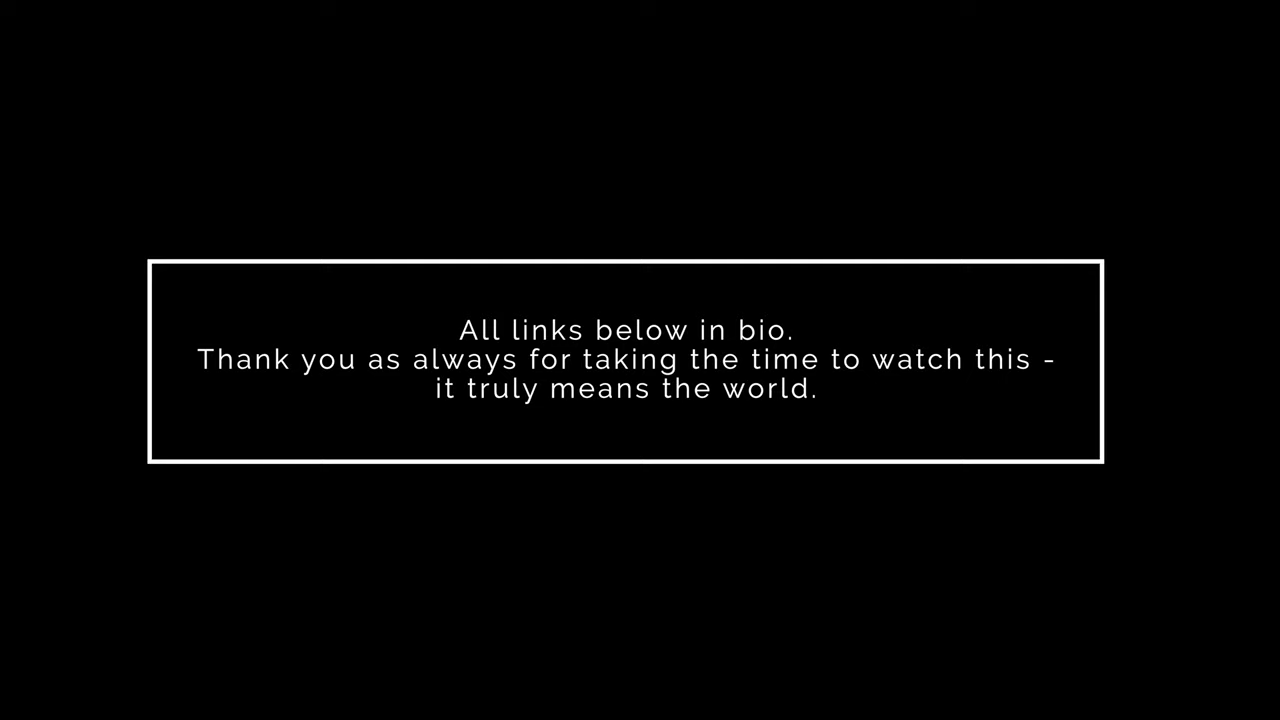 All links below in bio.
Thank you as always for taking the time to watch this -
it truly means the world.